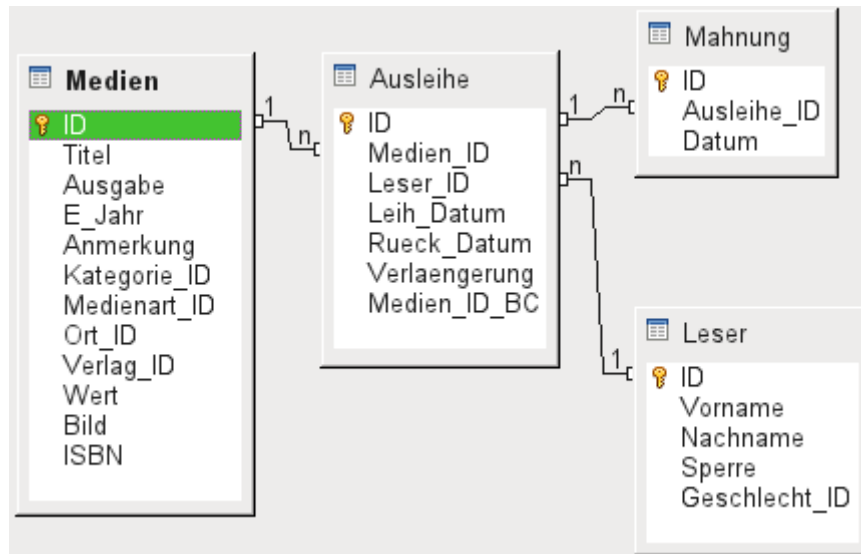 Medien
ID
Titel
Ausgabe
E_Jahr
Anmerkung
Kategorie_ID
Medienart_ID
Ort_ID
Verlag_ID
Wert
Bild
ISBN
1
n
Ausleihe
ID
Medien_ID
Leser_ID
Leih_Datum
Rueck_Datum
Verlaengerung
Medien_ID_BC
1
n
n
1
Mahnung
ID
Ausleihe_ID
Datum
Leser
ID
Vorname
Nachname
Sperre
Geschlecht_ID